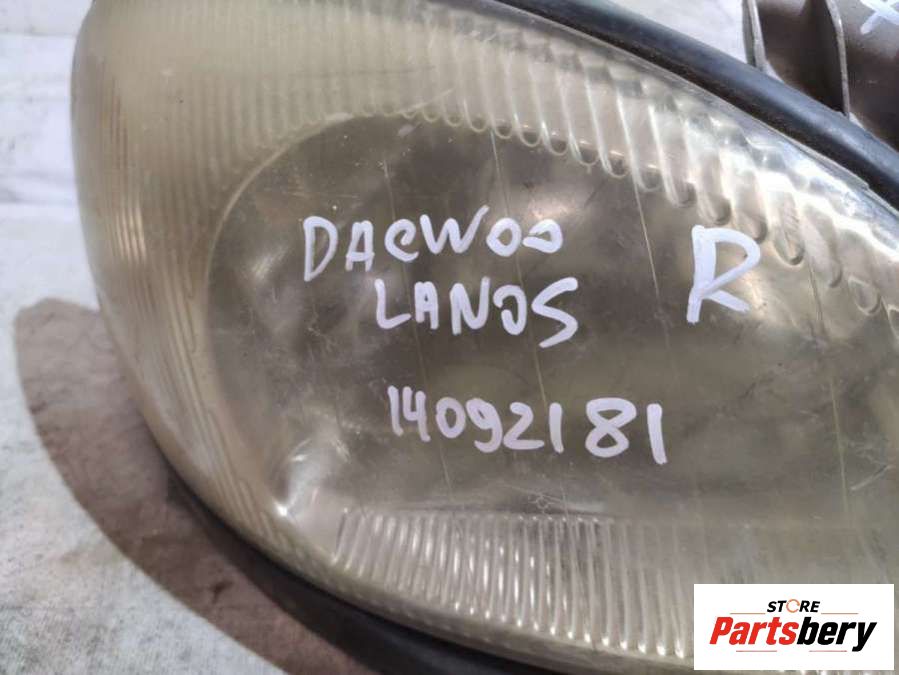 DAEWOO
LANOS
R
14092181
STORE
Partsbery